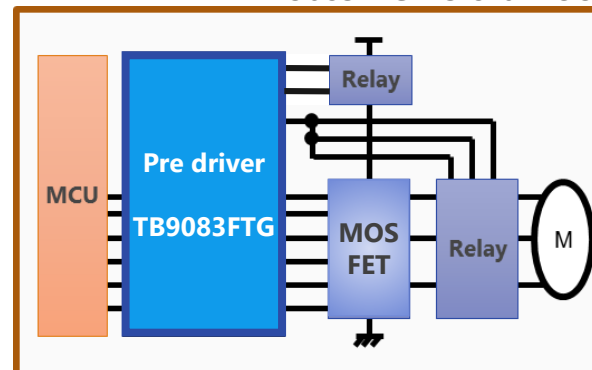 Relay
Pre driver
TB9083FTG
MCU
MOS
FET
Relay
M